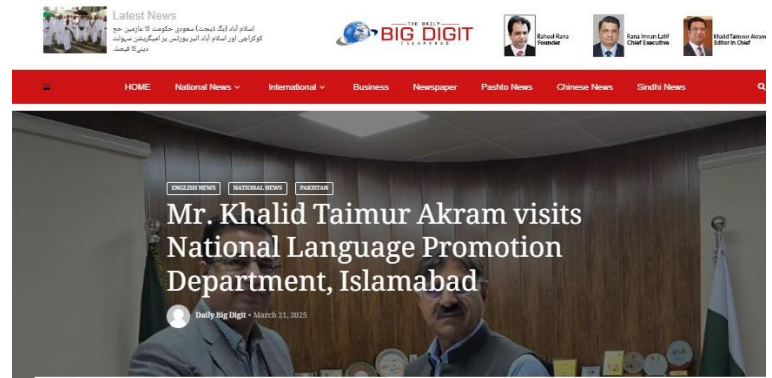 Latest News
اسلام آباد (بگ ڈیجٹ) سعودی حکومت کا عازمین حج
کوکراچی اور اسلام آباد ائیر پورٹس پر امیگریشن سہولت
دینے کا فیصلہ
THE DAILY
BIG DIGIT
ISLAMABAD
Raheel Rana
Founder
Rana Imran Latif
Chief Executive
Khalid Taimoor Akram
Editor in Chief
HOME
National News
International
Business
Newspaper
Pashto News
Chinese News
Sindhi News
ENGLISH NEWS
NATIONAL NEWS
PAKISTAN
Mr. Khalid Taimur Akram visits
National Language Promotion
Department, Islamabad
Daily Big Digit • March 21, 2025